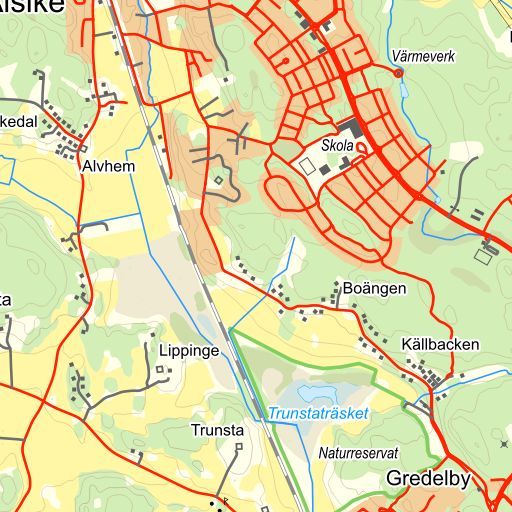 Värmeverk
Skola
Alvhem
Boängen
Källbacken
Lippinge
Trunstaträsket
Trunsta
Naturreservat
Gredelby